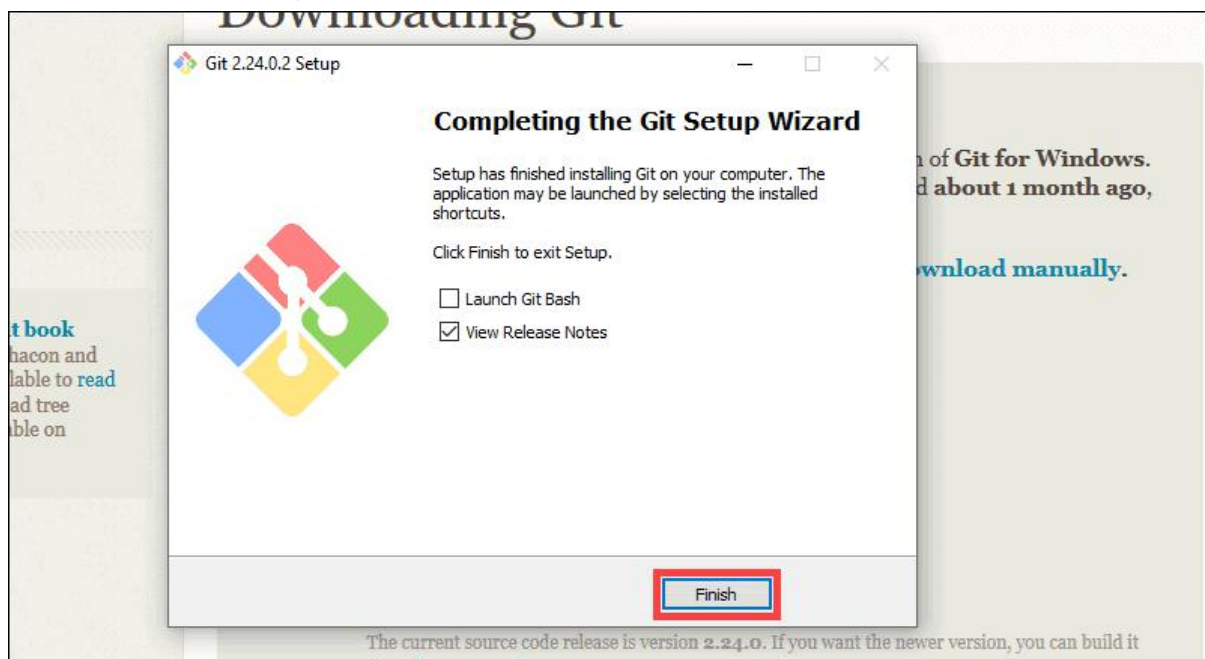 Downloading Git
Git 2.24.0.2 Setup
Completing the Git Setup Wizard
Setup has finished installing Git on your computer. The
application may be launched by selecting the installed
shortcuts.
Click Finish to exit Setup.
Launch Git Bash
View Release Notes
Finish
of Git for Windows.
about 1 month ago,
download manually.
book
hacon and
lable to read
ad tree
able on
The current source code release is version 2.24.0. If you want the newer version, you can build it